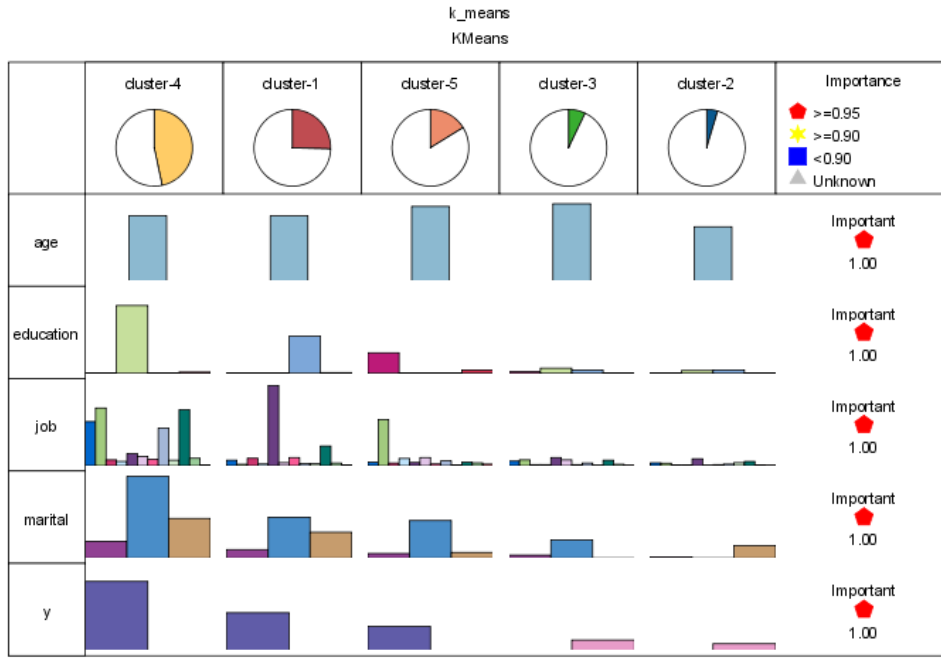 k_means
KMeans
cluster-4 cluster-1 cluster-5 cluster-3 cluster-2 Importance
>=0.95
>=0.90
<0.90
Unknown
age Important
1.00
education Important
1.00
job Important
1.00
marital Important
1.00
y Important
1.00